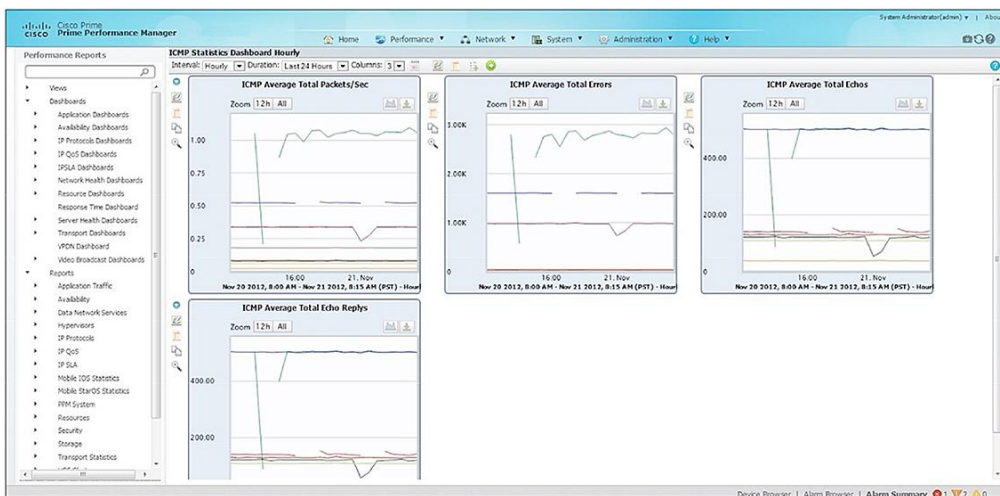 System Administrator(admin) | Abou
cisco Cisco Prime
Prime Performance Manager
Home Performance Network System Administration Help
Performance Reports
Views
Dashboards
Application Dashboards
Availability Dashboards
IP Protocols Dashboards
IP QoS Dashboards
IPSLA Dashboards
Network Health Dashboards
Resource Dashboards
Response Time Dashboard
Server Health Dashboards
Transport Dashboards
VPDN Dashboard
Video Broadcast Dashboards
Reports
Application Traffic
Availability
Data Network Services
Hypervisors
IP Protocols
IP QoS
IP SLA
Mobile IOS Statistics
Mobile StarOS Statistics
PPM System
Resources
Security
Storage
Transport Statistics
ICMP Statistics Dashboard Hourly
Interval: Hourly Duration: Last 24 Hours Columns: 3
ICMP Average Total Packets/Sec
Zoom 12h All
1.00
0.75
0.50
0.25
0
16:00 21. Nov
Nov 20 2012, 8:00 AM - Nov 21 2012, 8:15 AM (PST) - Hour
ICMP Average Total Errors
Zoom 12h All
3.00K
2.00K
1.00K
0
16:00 21. Nov
Nov 20 2012, 8:00 AM - Nov 21 2012, 8:15 AM (PST) - Hour
ICMP Average Total Echos
Zoom 12h All
400.00
200.00
0
16:00 21. Nov
Nov 20 2012, 8:00 AM - Nov 21 2012, 8:15 AM (PST) - Hour
ICMP Average Total Echo Replys
Zoom 12h All
400.00
200.00
Device Browser | Alarm Browser | Alarm Summary 1 2 0